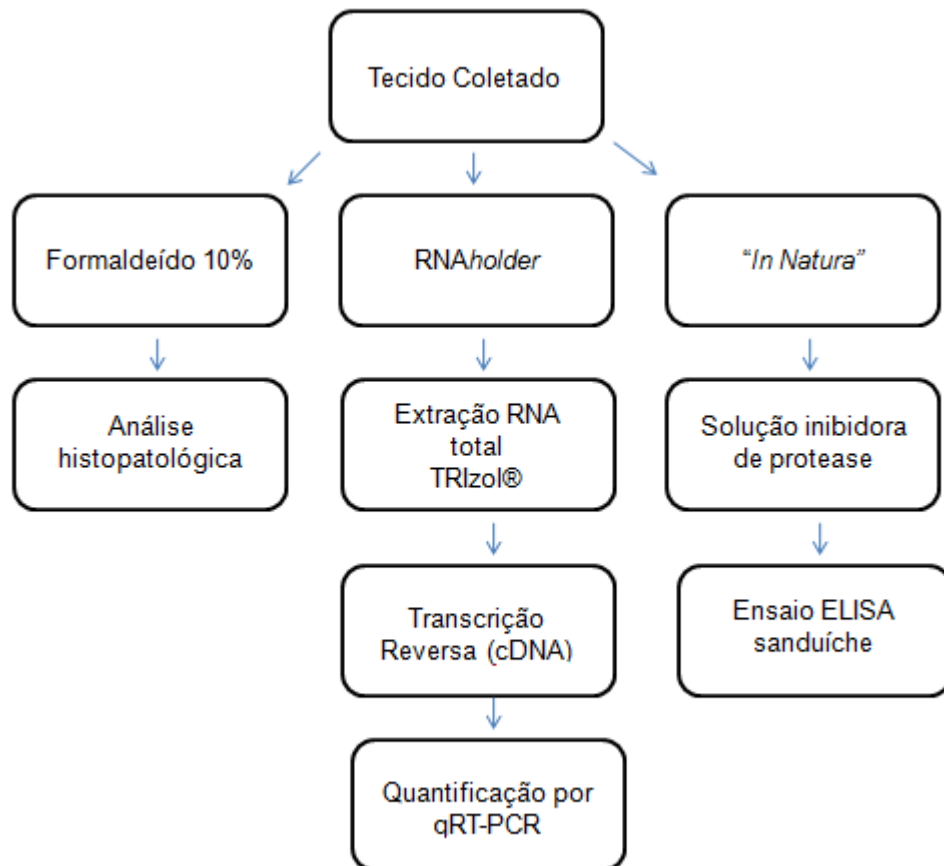 Tecido Coletado
Formaldeído 10%
RNAholder
“In Natura”
Análise
histopatológica
Extração RNA
total
TRIzol®
Solução inibidora
de protease
Transcrição
Reversa (cDNA)
Ensaio ELISA
sanduíche
Quantificação por
qRT-PCR